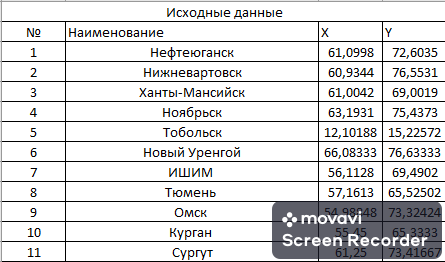 Исходные данные
№ Наименование X Y
1 Нефтеюганск 61,0998 72,6035
2 Нижневартовск 60,9344 76,5531
3 Ханты-Мансийск 61,0042 69,0019
4 Ноябрьск 63,1931 75,4373
5 Тобольск 12,10188 15,22572
6 Новый Уренгой 66,08333 76,63333
7 ИШИМ 56,1128 69,4902
8 Тюмень 57,1613 65,52502
9 Омск 73,32424
10 Курган 55,45 65,3333
11 Сургут 61,25 73,41667
movavi
Screen Recorder